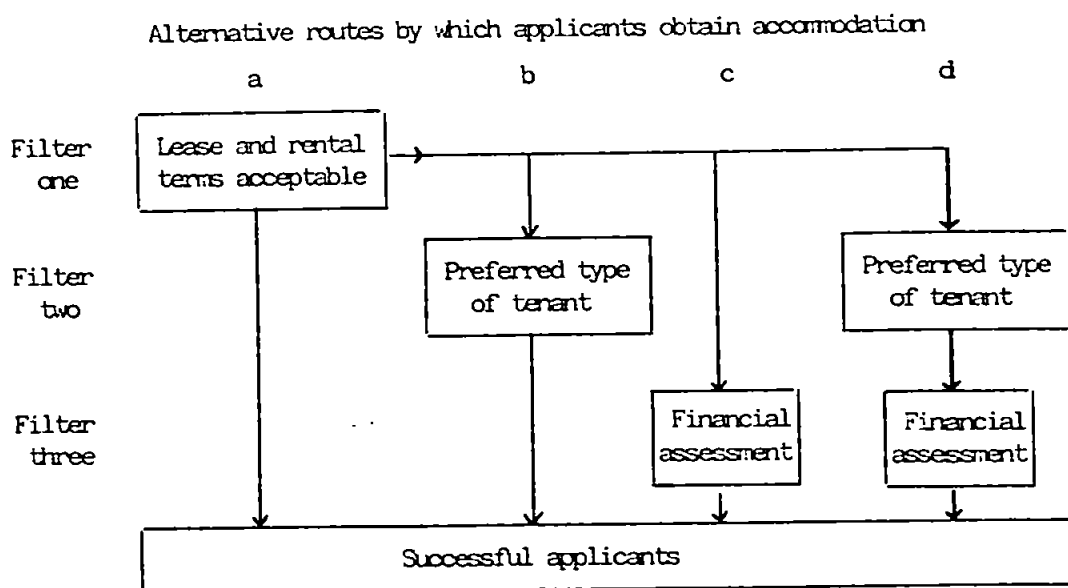 Alternative routes by which applicants obtain accommodation
a b c d
Filter one
Lease and rental terms acceptable
Filter two
Preferred type of tenant
Preferred type of tenant
Filter three
Financial assessment
Financial assessment
Successful applicants